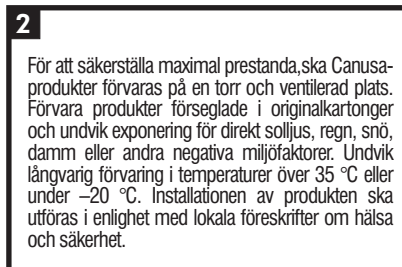 2
För att säkerställa maximal prestanda,ska Canusa-
produkter förvaras på en torr och ventilerad plats.
Förvara produkter förseglade i originalkartonger
och undvik exponering för direkt solljus, regn, snö,
damm eller andra negativa miljöfaktorer. Undvik
långvarig förvaring i temperaturer över 35 °C eller
under –20 °C. Installationen av produkten ska
utföras i enlighet med lokala föreskrifter om hälsa
och säkerhet.